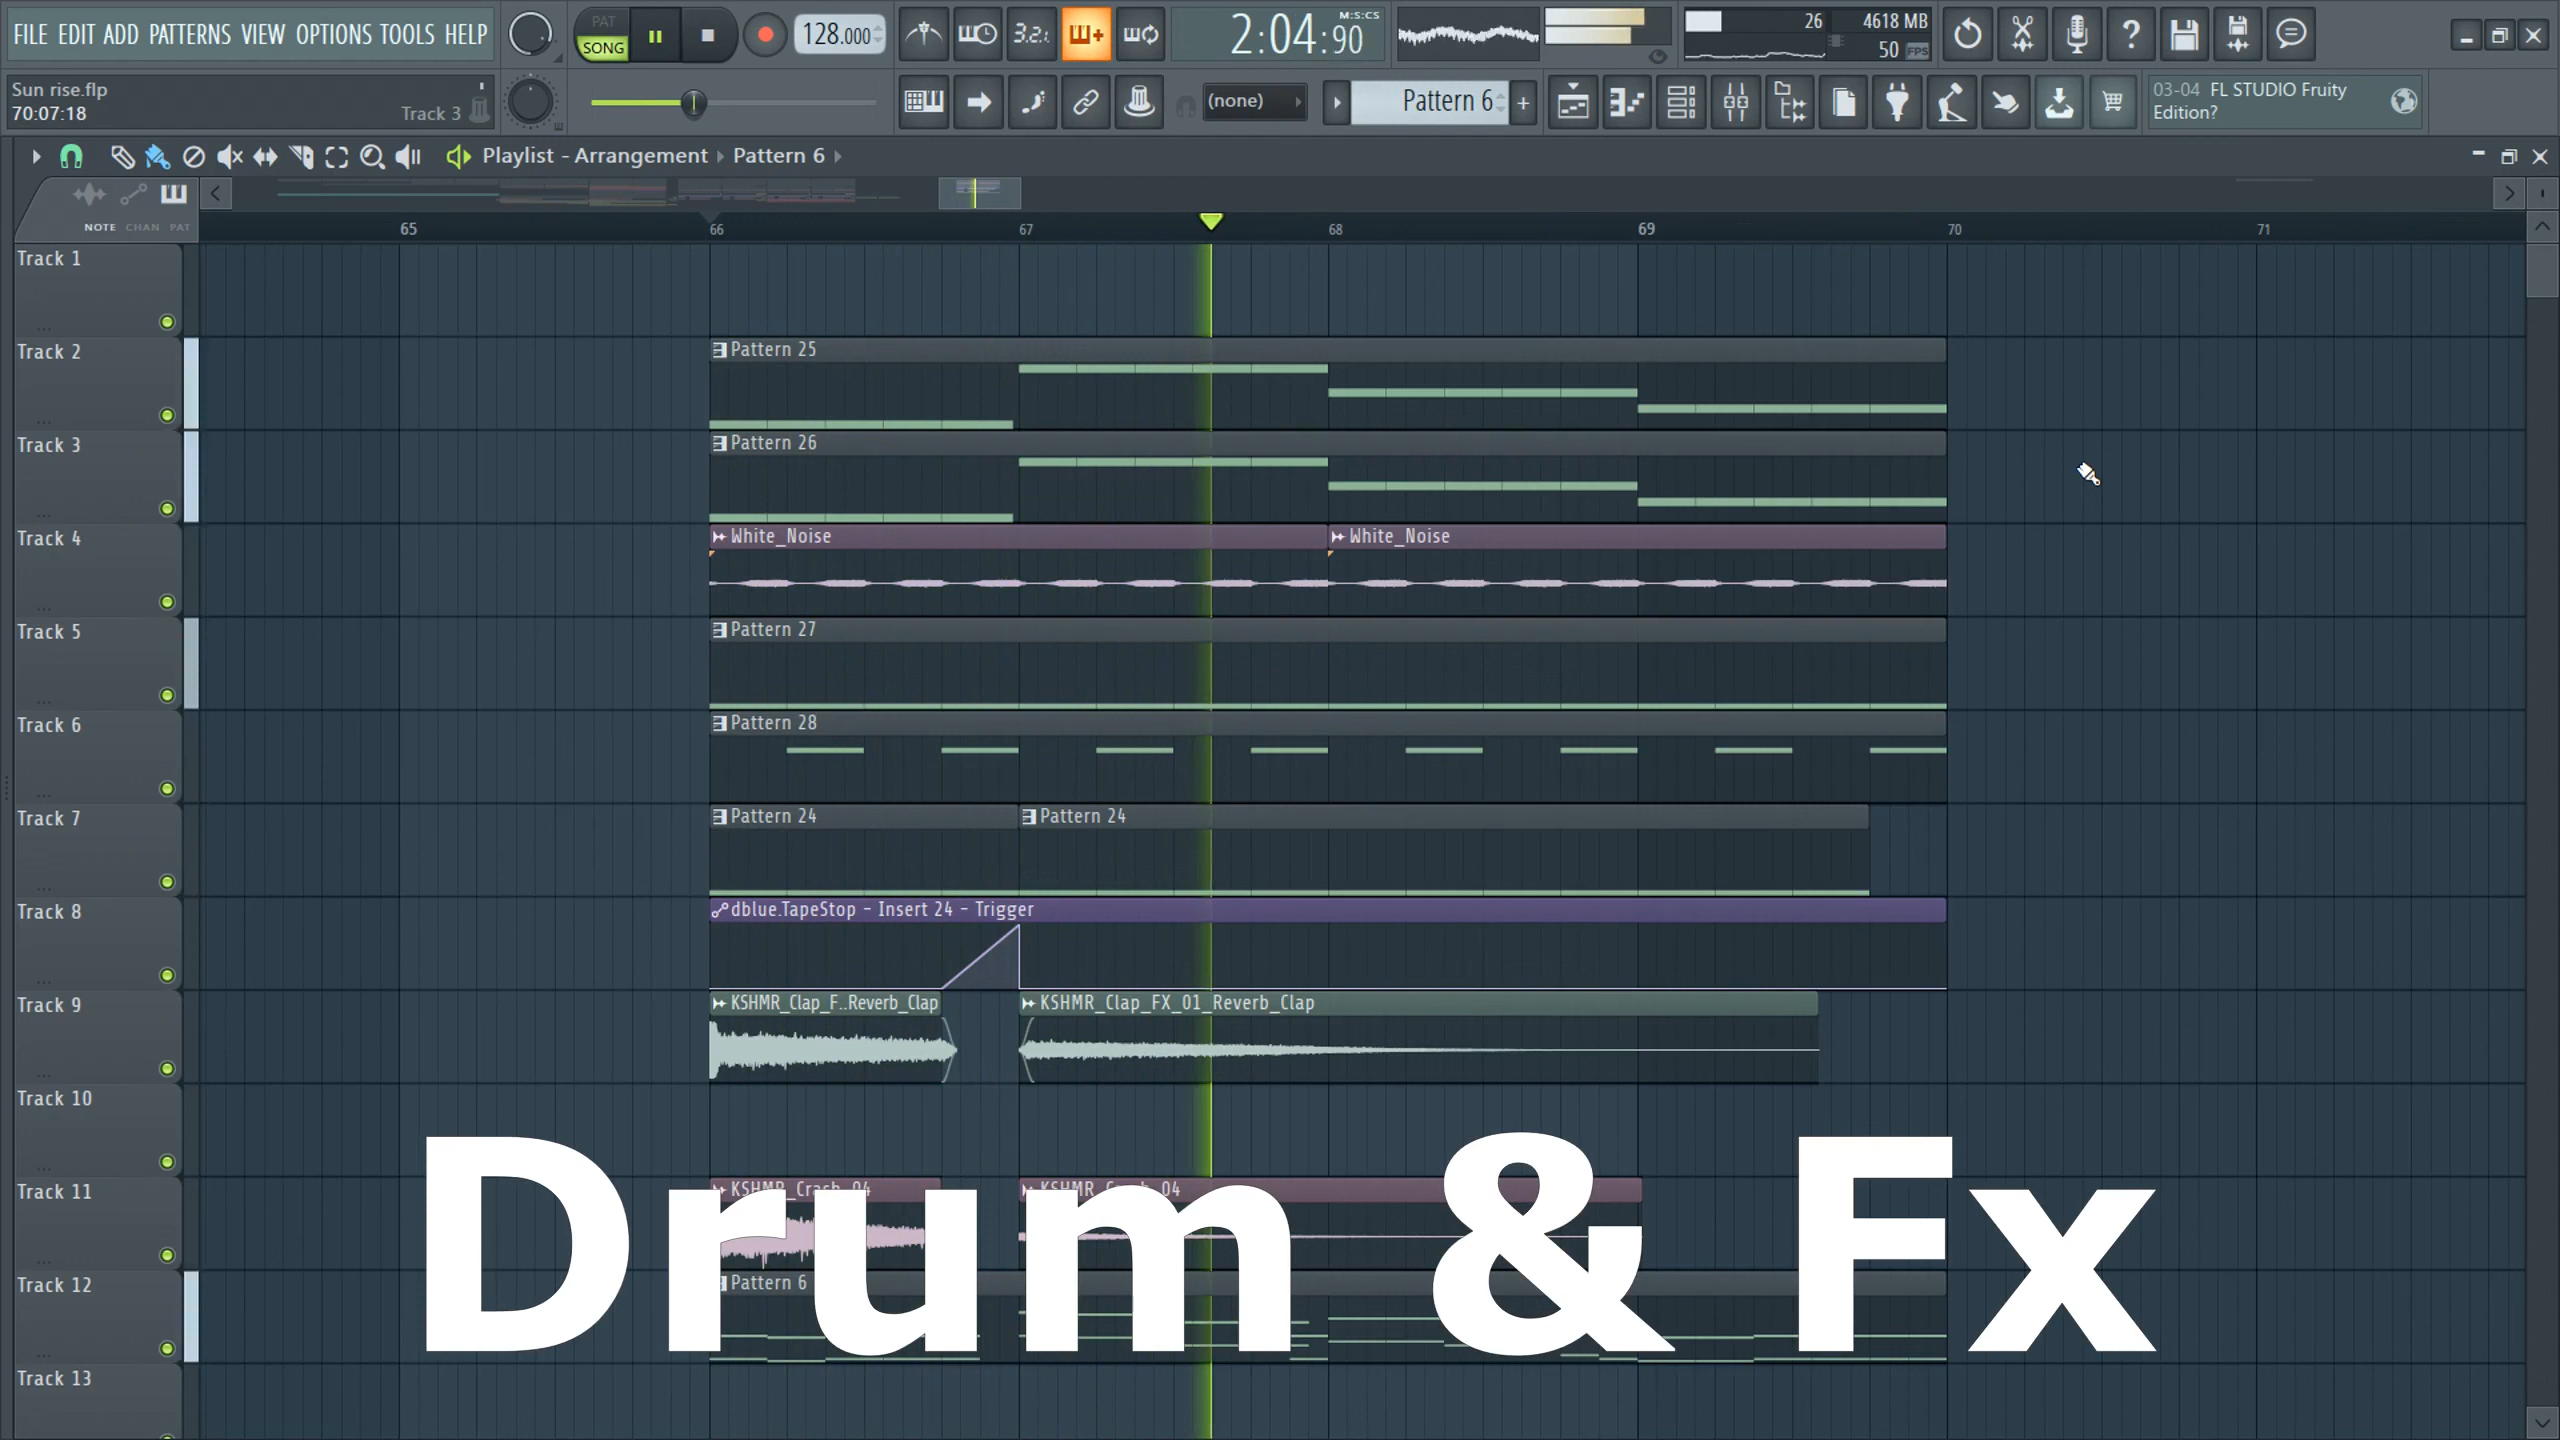 FILE EDIT ADD PATTERNS VIEW OPTIONS TOOLS HELP
PAT
SONG
128.000
3.2.
2:04:90
M:S:CS
26
4618 MB
50 FPS
Sun rise.flp
70:07:18
Track 3
(none)
Pattern 6
03-04 FL STUDIO Fruity
Edition?
Playlist - Arrangement
Pattern 6
NOTE CHAN PAT
65 66 67 68 69 70 71
Track 1
Track 2
Pattern 25
Track 3
Pattern 26
Track 4
White_Noise
White_Noise
Track 5
Pattern 27
Track 6
Pattern 28
Track 7
Pattern 24
Pattern 24
Track 8
dblue.TapeStop - Insert 24 - Trigger
Track 9
KSHMR_Clap_F..Reverb_Clap
KSHMR_Clap_FX_01_Reverb_Clap
Track 10
Track 11
KSHMR_Crash_04
KSHMR_Crash_04
Track 12
Pattern 6
Track 13
Drum & Fx